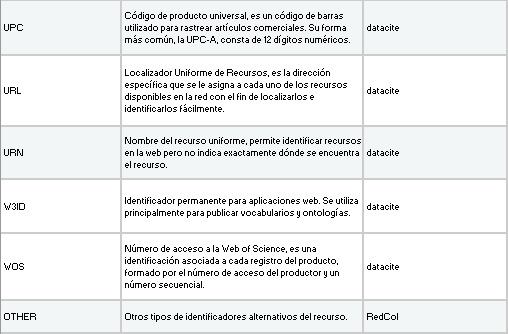 UPC
Código de producto universal, es un código de barras
utilizado para rastrear artículos comerciales. Su forma
más común, la UPC-A, consta de 12 dígitos numéricos.
datacite
URL
Localizador Uniforme de Recursos, es la dirección
específica que se le asigna a cada uno de los recursos
disponibles en la red con el fin de localizarlos e
identificarlos fácilmente.
datacite
URN
Nombre del recurso uniforme, permite identificar recursos
en la web pero no indica exactamente dónde se encuentra
el recurso.
datacite
W3ID
Identificador permanente para aplicaciones web. Se utiliza
principalmente para publicar vocabularios y ontologías.
datacite
WOS
Número de acceso a la Web of Science, es una
identificación asociada a cada registro del producto,
formado por el número de acceso del productor y un
número secuencial.
datacite
OTHER
Otros tipos de identificadores alternativos del recurso.
RedCol